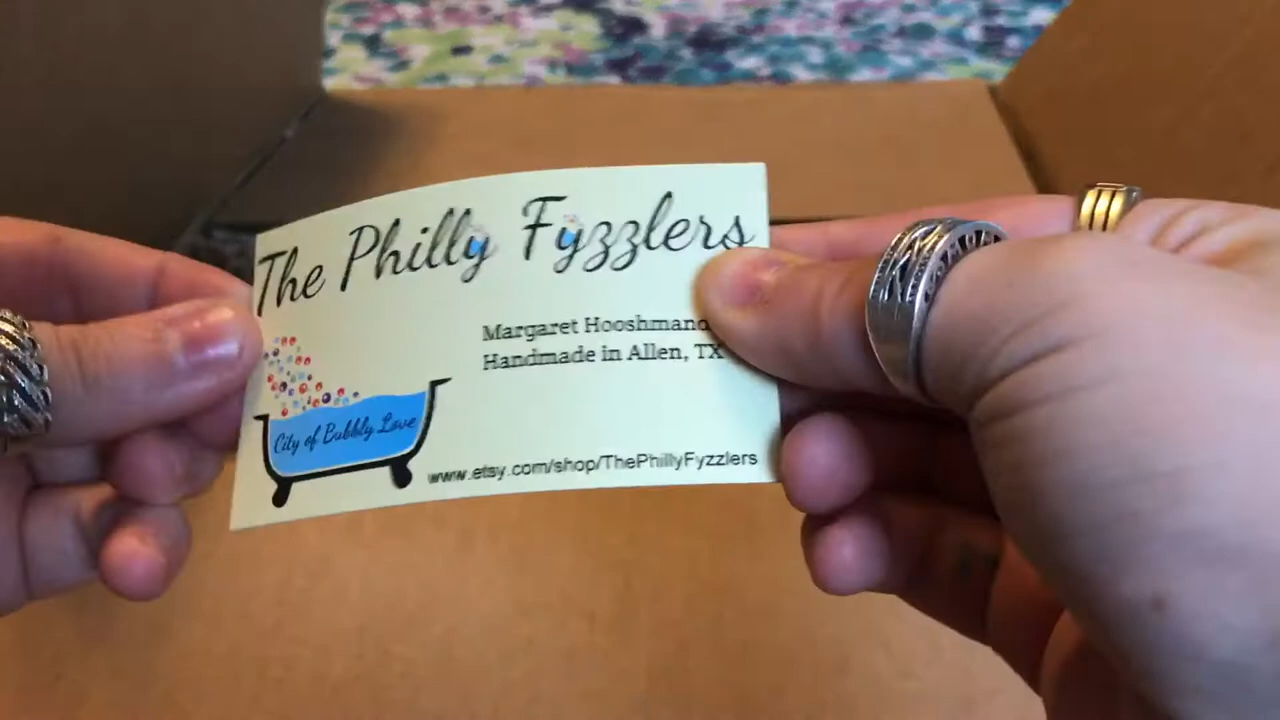 The Philly Fyzzlers
Margaret Hooshmand
Handmade in Allen, TX
City of Bubbly Love
www.etsy.com/shop/ThePhillyFyzzlers